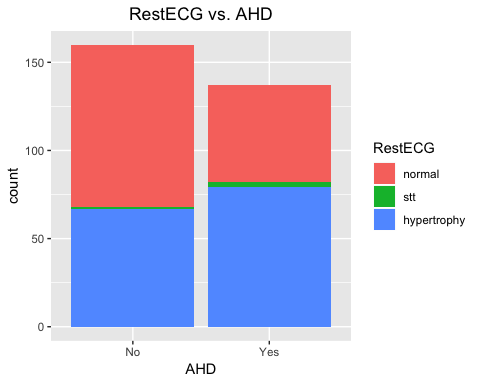 RestECG vs. AHD
150
100
50
0
count
No Yes
AHD
RestECG
normal
stt
hypertrophy